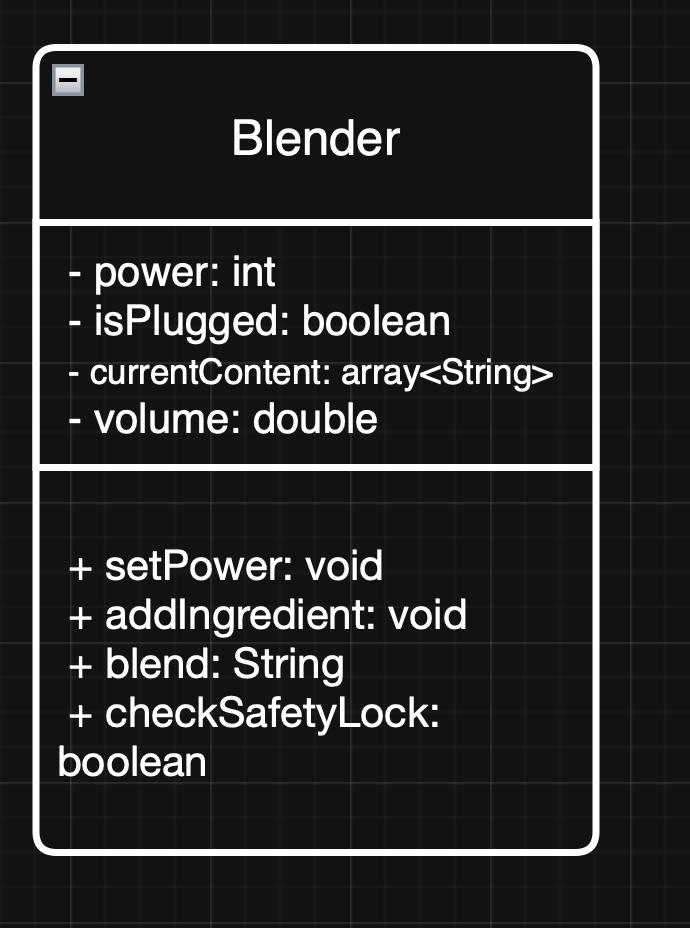 Blender
- power: int
- isPlugged: boolean
- currentContent: array<String>
- volume: double
+ setPower: void
+ addIngredient: void
+ blend: String
+ checkSafetyLock:
boolean